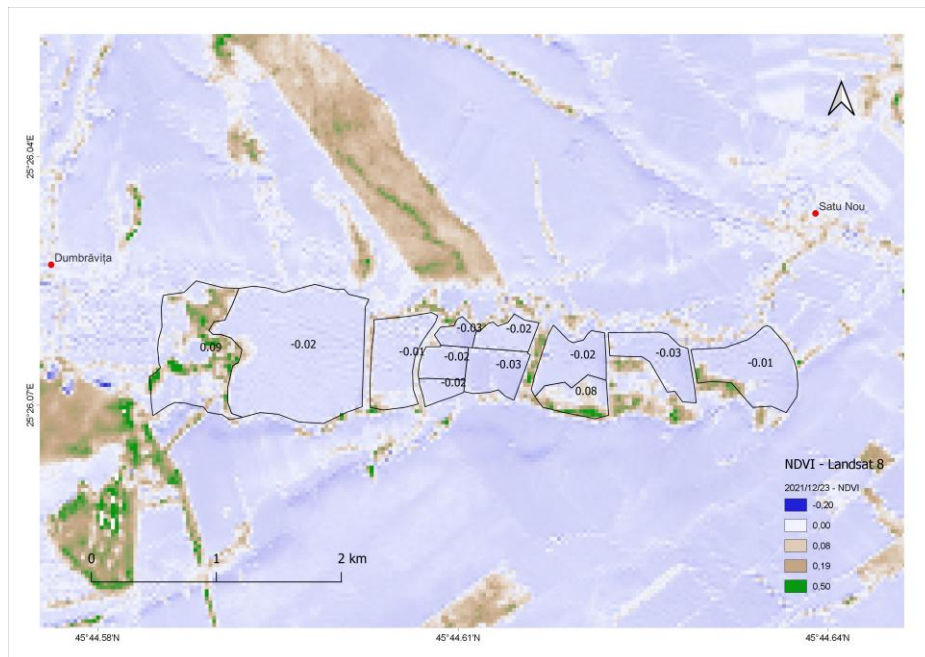 25°26.04'E
Satu Nou
Dumbrăvița
-0.03
-0.02
-0.02
0.09
-0.01
-0.02
-0.02
-0.03
-0.01
-0.03
-0.02
0.08
25°26.07'E
NDVI - Landsat 8
2021/12/23 - NDVI
-0,20
0,00
0,08
0,19
0,50
0
1
2 km
45°44.58'N
45°44.61'N
45°44.64'N